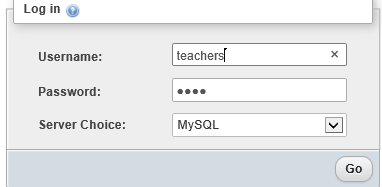 Log in
Username: teachers
Password: ••••
Server Choice: MySQL
Go